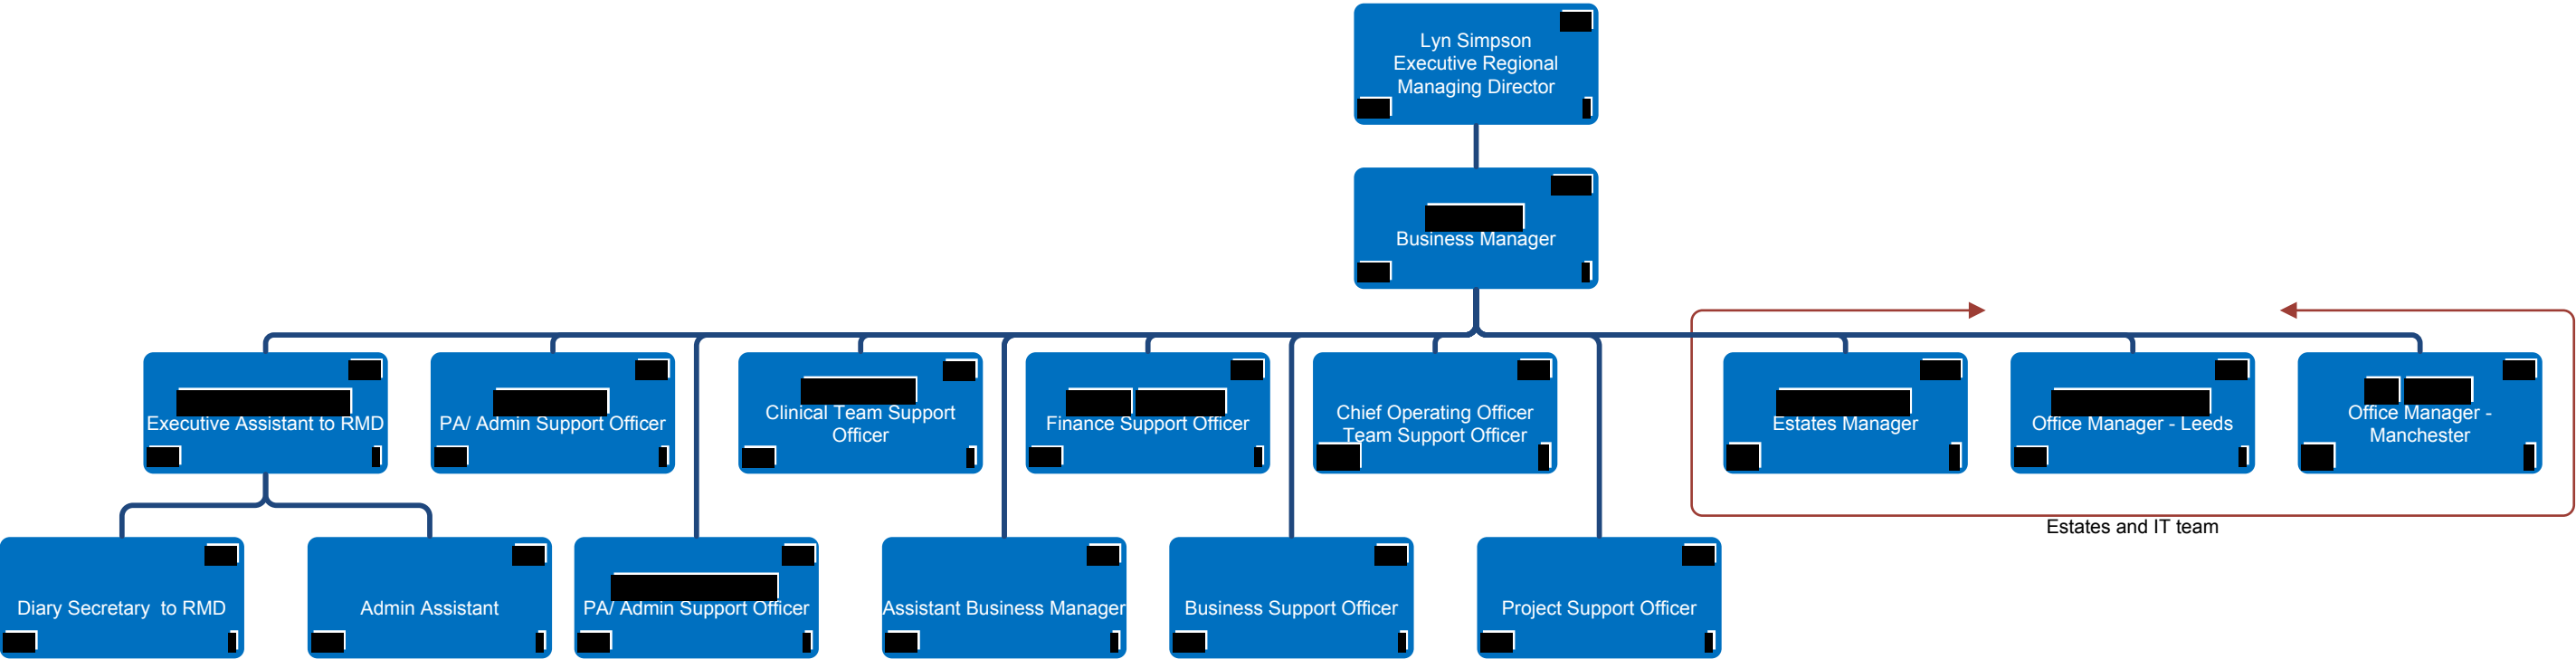 Lyn Simpson
Executive Regional
Managing Director
Business Manager
Executive Assistant to RMD
PA/ Admin Support Officer
Clinical Team Support
Officer
Finance Support Officer
Chief Operating Officer
Team Support Officer
Estates Manager
Office Manager - Leeds
Office Manager -
Manchester
Estates and IT team
Diary Secretary  to RMD
Admin Assistant
PA/ Admin Support Officer
Assistant Business Manager
Business Support Officer
Project Support Officer